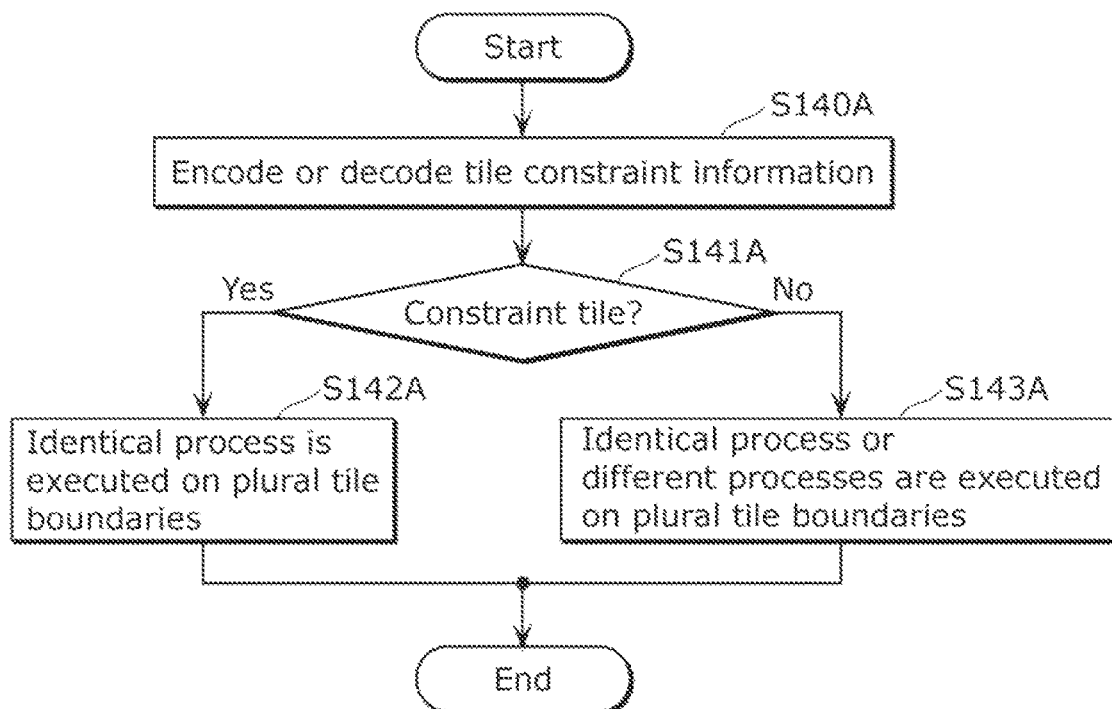 Start
S140A
Encode or decode tile constraint information
S141A
Yes
No
Constraint tile?
S142A
S143A
Identical process is
executed on plural tile
boundaries
Identical process or
different processes are executed
on plural tile boundaries
End